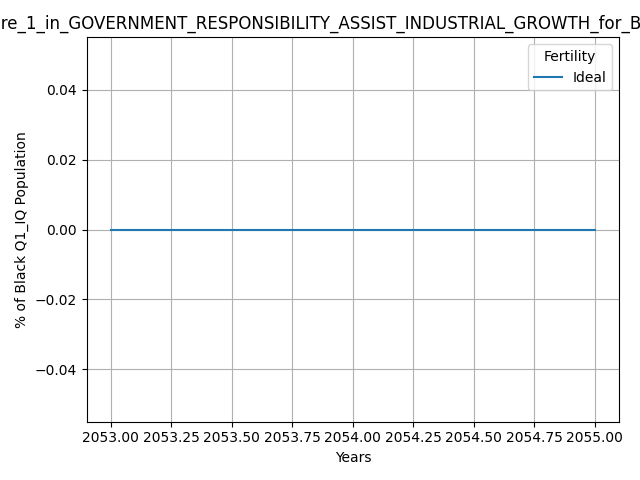 re_1_in_GOVERNMENT_RESPONSIBILITY_ASSIST_INDUSTRIAL_GROWTH_for_B
Fertility
Ideal
0.04
0.02
0.00
−0.02
−0.04
% of Black Q1_IQ Population
2053.00 2053.25 2053.50 2053.75 2054.00 2054.25 2054.50 2054.75 2055.00
Years